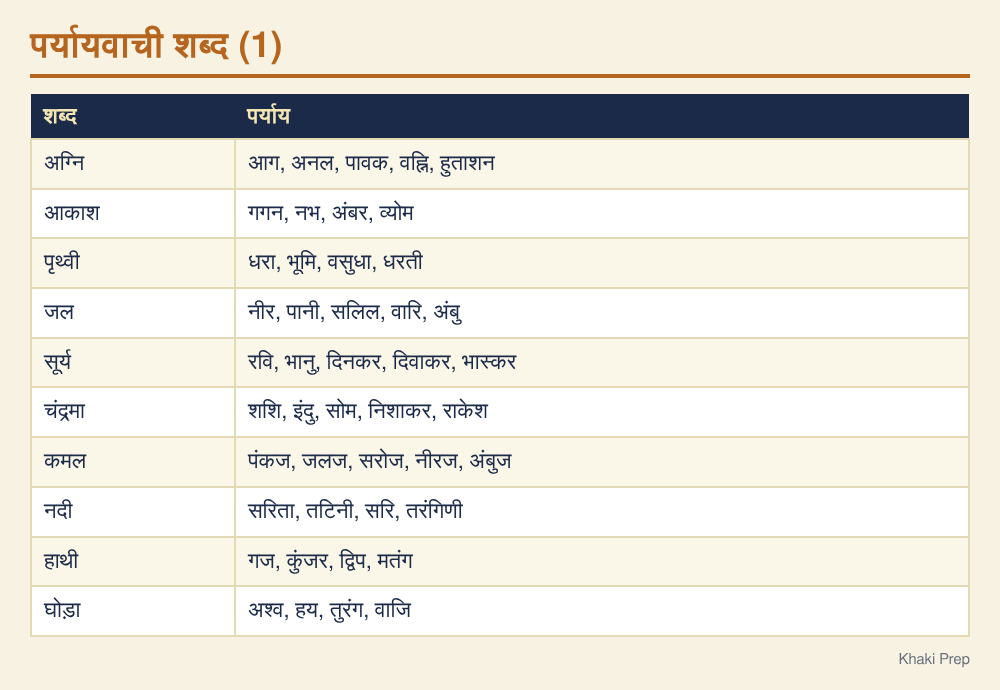 पर्यायवाची शब्द (1)
शब्द पर्याय
अग्नि आग, अनल, पावक, वह्नि, हुताशन
आकाश गगन, नभ, अंबर, व्योम
पृथ्वी धरा, भूमि, वसुधा, धरती
जल नीर, पानी, सलिल, वारि, अंबु
सूर्य रवि, भानु, दिनकर, दिवाकर, भास्कर
चंद्रमा शशि, इंदु, सोम, निशाकर, राकेश
कमल पंकज, जलज, सरोज, नीरज, अंबुज
नदी सरिता, तटिनी, सरि, तरंगिणी
हाथी गज, कुंजर, द्विप, मतंग
घोड़ा अश्व, हय, तुरंग, वाजि
Khaki Prep